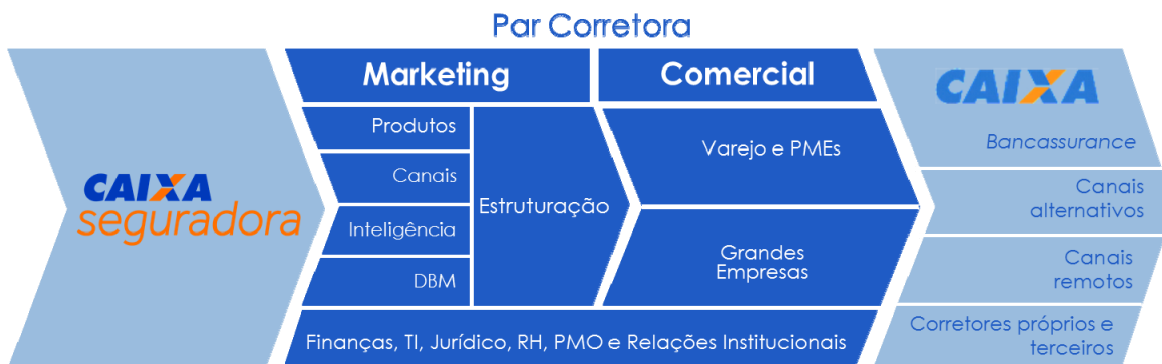 Par Corretora
CAIXA
seguradora
Marketing
Produtos
Canais
Inteligência
DBM
Estruturação
Comercial
Varejo e PMEs
Grandes
Empresas
Finanças, TI, Jurídico, RH, PMO e Relações Institucionais
CAIXA
Bancassurance
Canais
alternativos
Canais
remotos
Corretores próprios e
terceiros